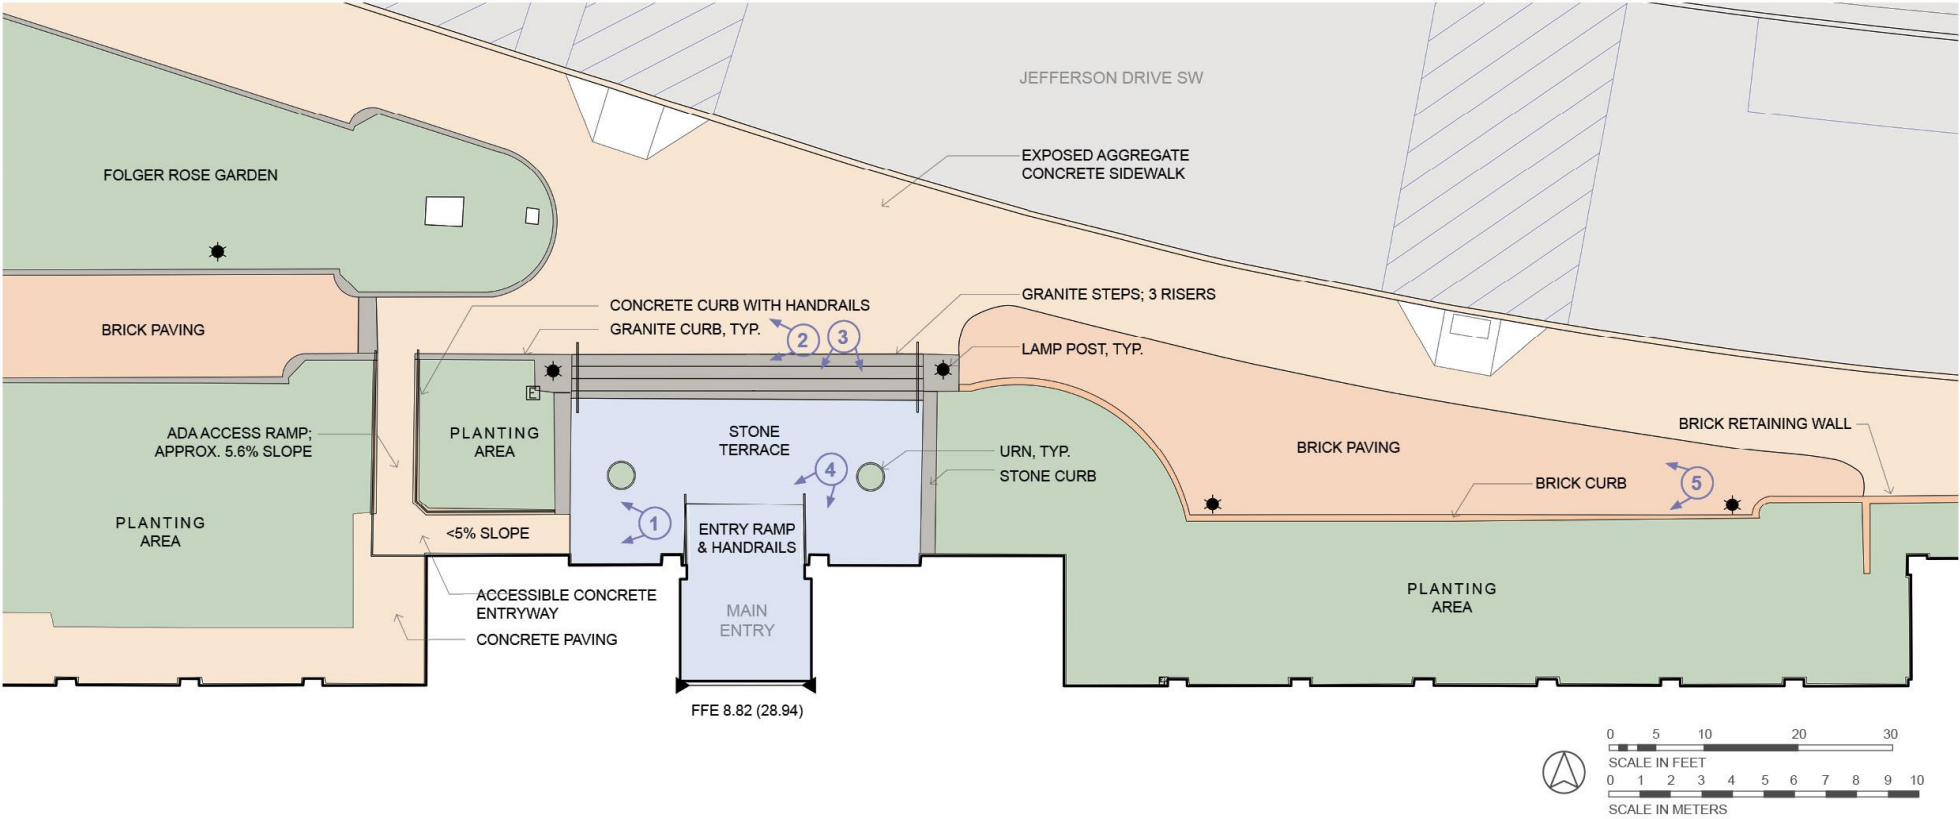 JEFFERSON DRIVE SW
EXPOSED AGGREGATE
CONCRETE SIDEWALK
FOLGER ROSE GARDEN
CONCRETE CURB WITH HANDRAILS
GRANITE STEPS; 3 RISERS
BRICK PAVING
GRANITE CURB, TYP.
2
3
LAMP POST, TYP.
E
ADA ACCESS RAMP;
APPROX. 5.6% SLOPE
PLANTING
AREA
STONE
TERRACE
4
URN, TYP.
STONE CURB
BRICK PAVING
BRICK RETAINING WALL
BRICK CURB
5
PLANTING
AREA
<5% SLOPE
1
ENTRY RAMP
& HANDRAILS
ACCESSIBLE CONCRETE
ENTRYWAY
CONCRETE PAVING
MAIN
ENTRY
PLANTING
AREA
FFE 8.82 (28.94)
0 5 10 20 30
SCALE IN FEET
0 1 2 3 4 5 6 7 8 9 10
SCALE IN METERS